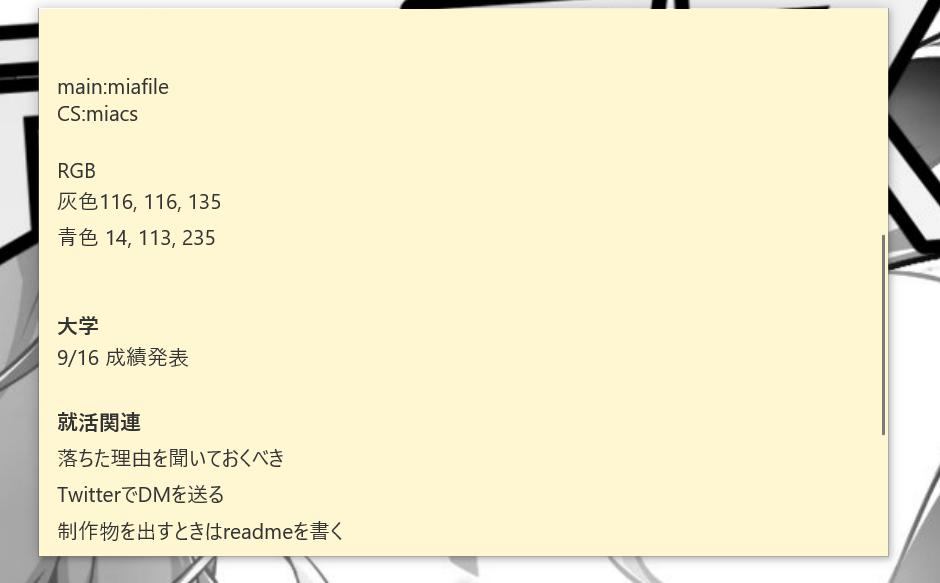 main:miafile
CS:miacs
RGB
灰色116, 116, 135
青色 14, 113, 235
大学
9/16 成績発表
就活関連
落ちた理由を聞いておくべき
TwitterでDMを送る
制作物を出すときはreadmeを書く